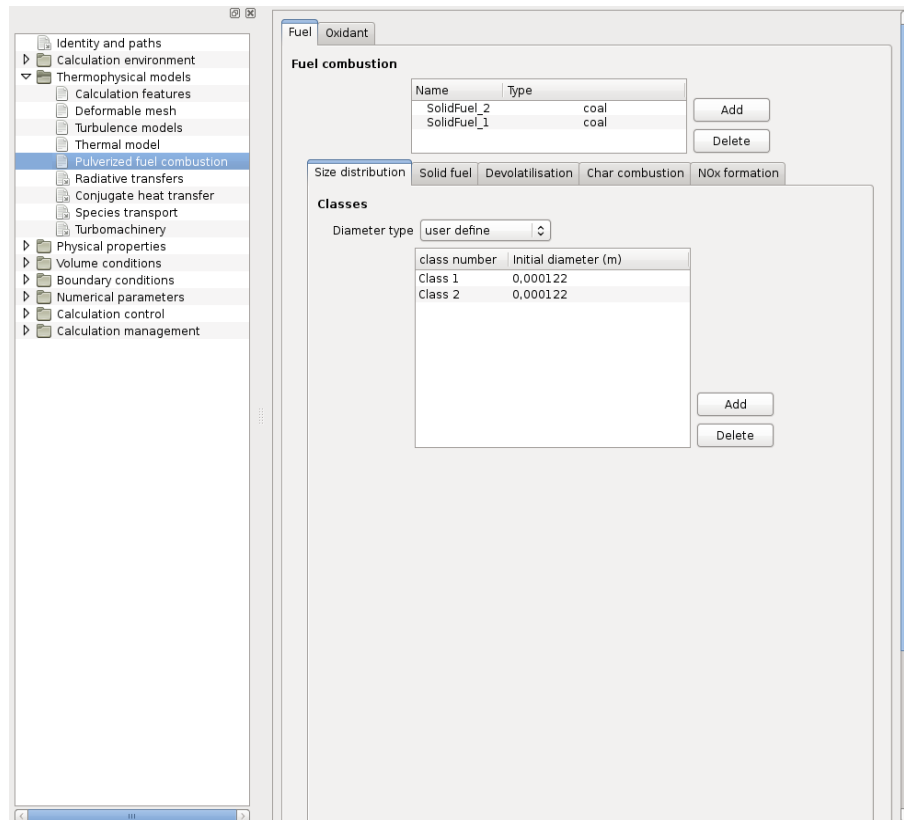 Identity and paths
Calculation environment
Thermophysical models
Calculation features
Deformable mesh
Turbulence models
Thermal model
Pulverized fuel combustion
Radiative transfers
Conjugate heat transfer
Species transport
Turbomachinery
Physical properties
Volume conditions
Boundary conditions
Numerical parameters
Calculation control
Calculation management
Fuel Oxidant
Fuel combustion
Name Type
SolidFuel_2 coal
SolidFuel_1 coal
Add
Delete
Size distribution Solid fuel Devolatilisation Char combustion NOx formation
Classes
Diameter type user define
class number Initial diameter (m)
Class 1 0,000122
Class 2 0,000122
Add
Delete